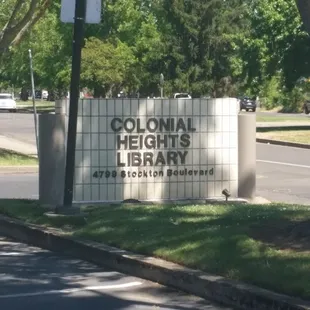 COLONIAL
HEIGHTS
LIBRARY
4799 Stockton Boulevard